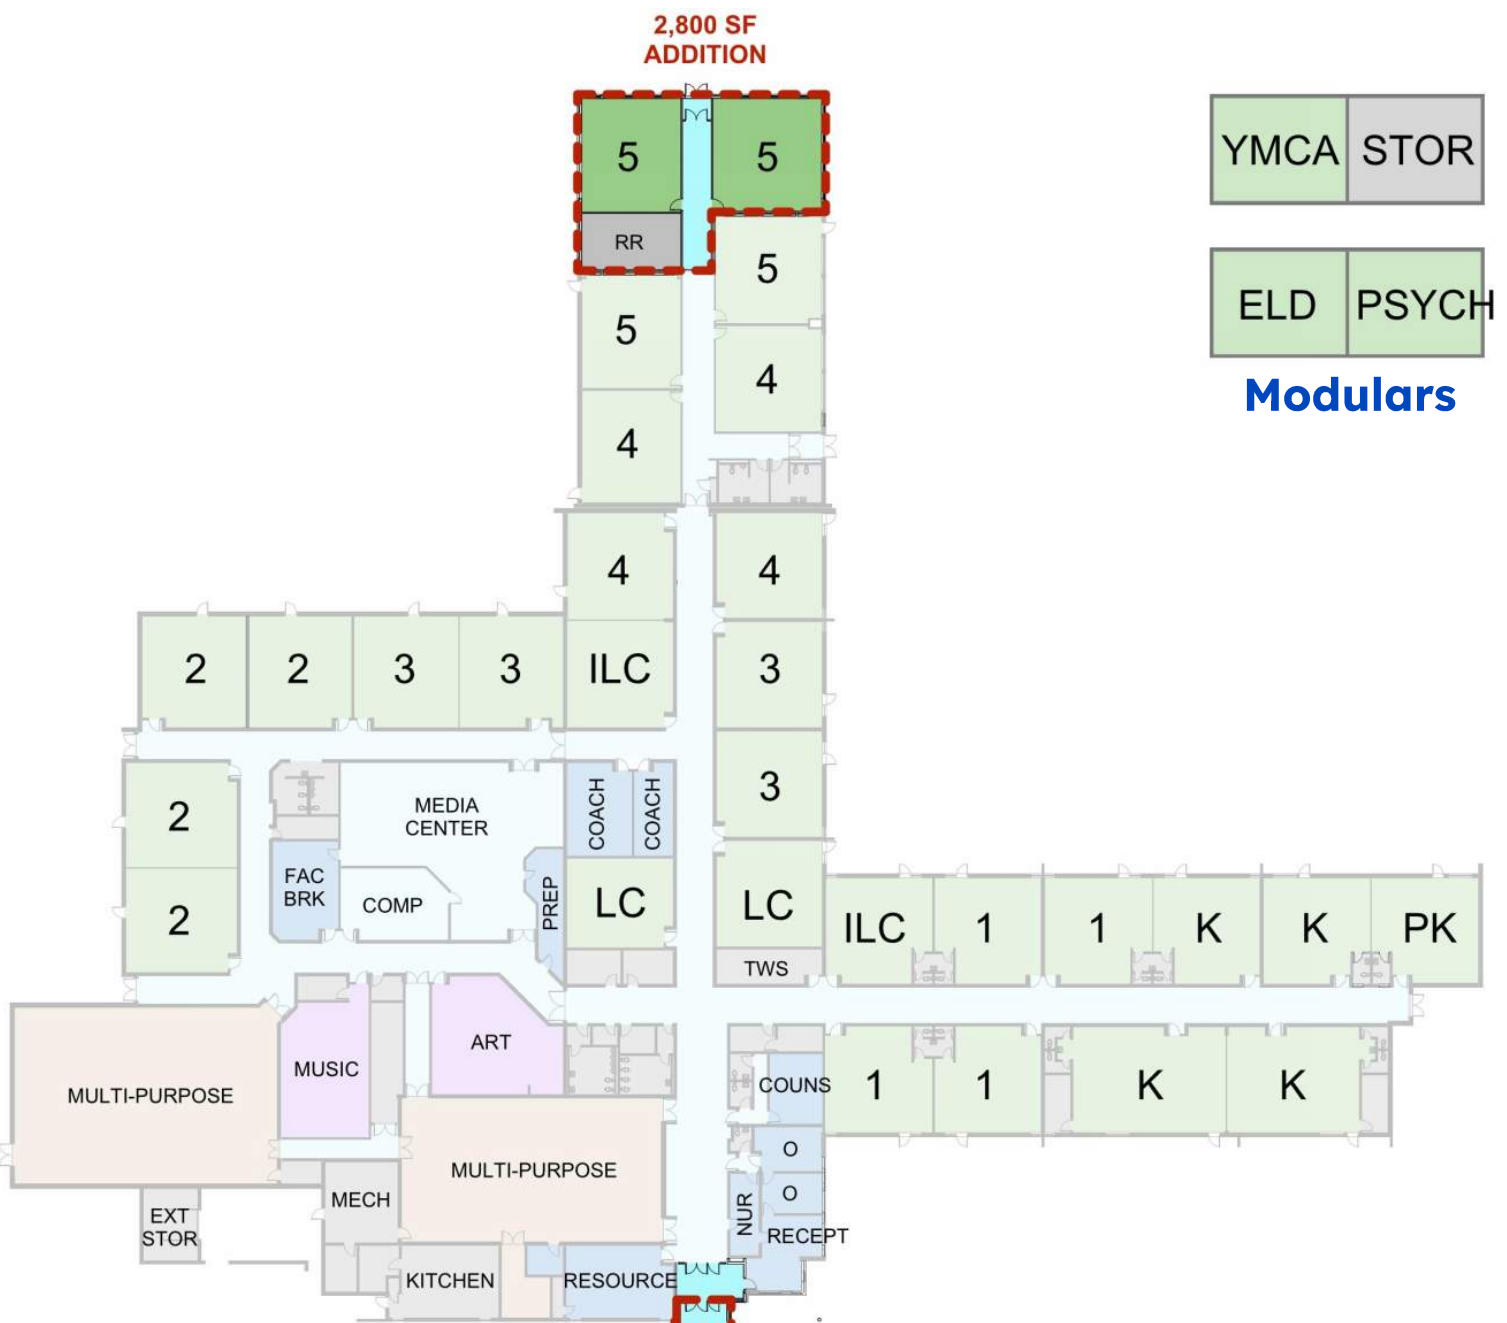 2,800 SF
ADDITION
5
5
YMCA
STOR
RR
5
ELD
PSYCH
5
4
Modulars
4
4
4
2
2
3
3
ILC
3
3
2
MEDIA
CENTER
COACH
COACH
FAC
BRK
COMP
PREP
LC
LC
2
ILC
1
1
K
K
PK
TWS
ART
MUSIC
MULTI-PURPOSE
COUNS
1
1
K
K
O
MULTI-PURPOSE
O
MECH
NUR
EXT
STOR
RECEPT
KITCHEN
RESOURCE